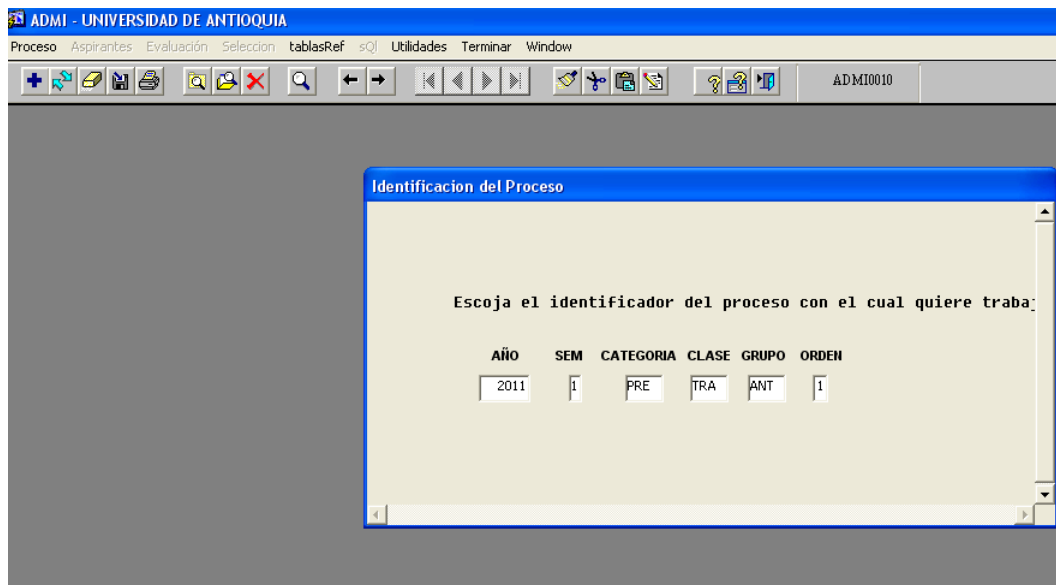 ADMI - UNIVERSIDAD DE ANTIOQUIA
Proceso Aspirantes Evaluación Seleccion tablasRef sQl Utilidades Terminar Window
ADMI0010
Identificacion del Proceso
Escoja el identificador del proceso con el cual quiere trabaj
AÑO SEM CATEGORIA CLASE GRUPO ORDEN
2011 1 PRE TRA ANT 1